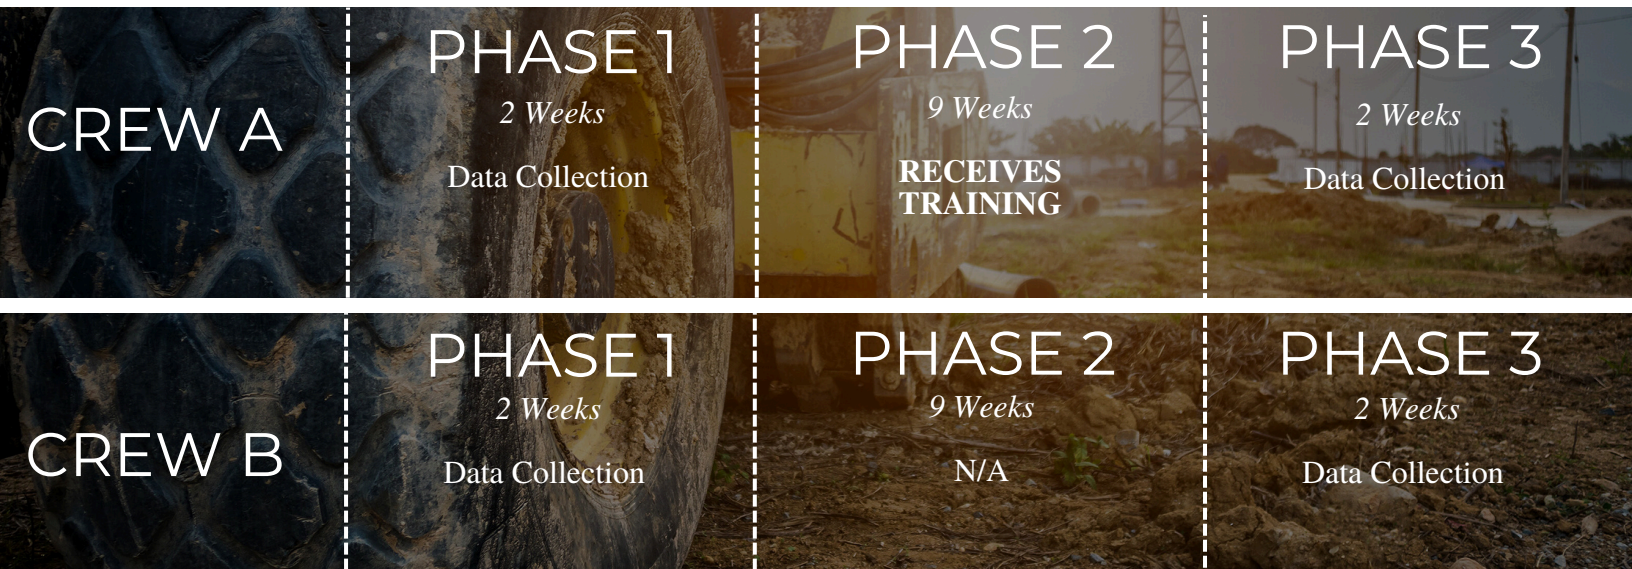 CREW A
PHASE 1
2 Weeks
Data Collection
PHASE 2
9 Weeks
RECEIVES
TRAINING
PHASE 3
2 Weeks
Data Collection
CREW B
PHASE 1
2 Weeks
Data Collection
PHASE 2
9 Weeks
N/A
PHASE 3
2 Weeks
Data Collection